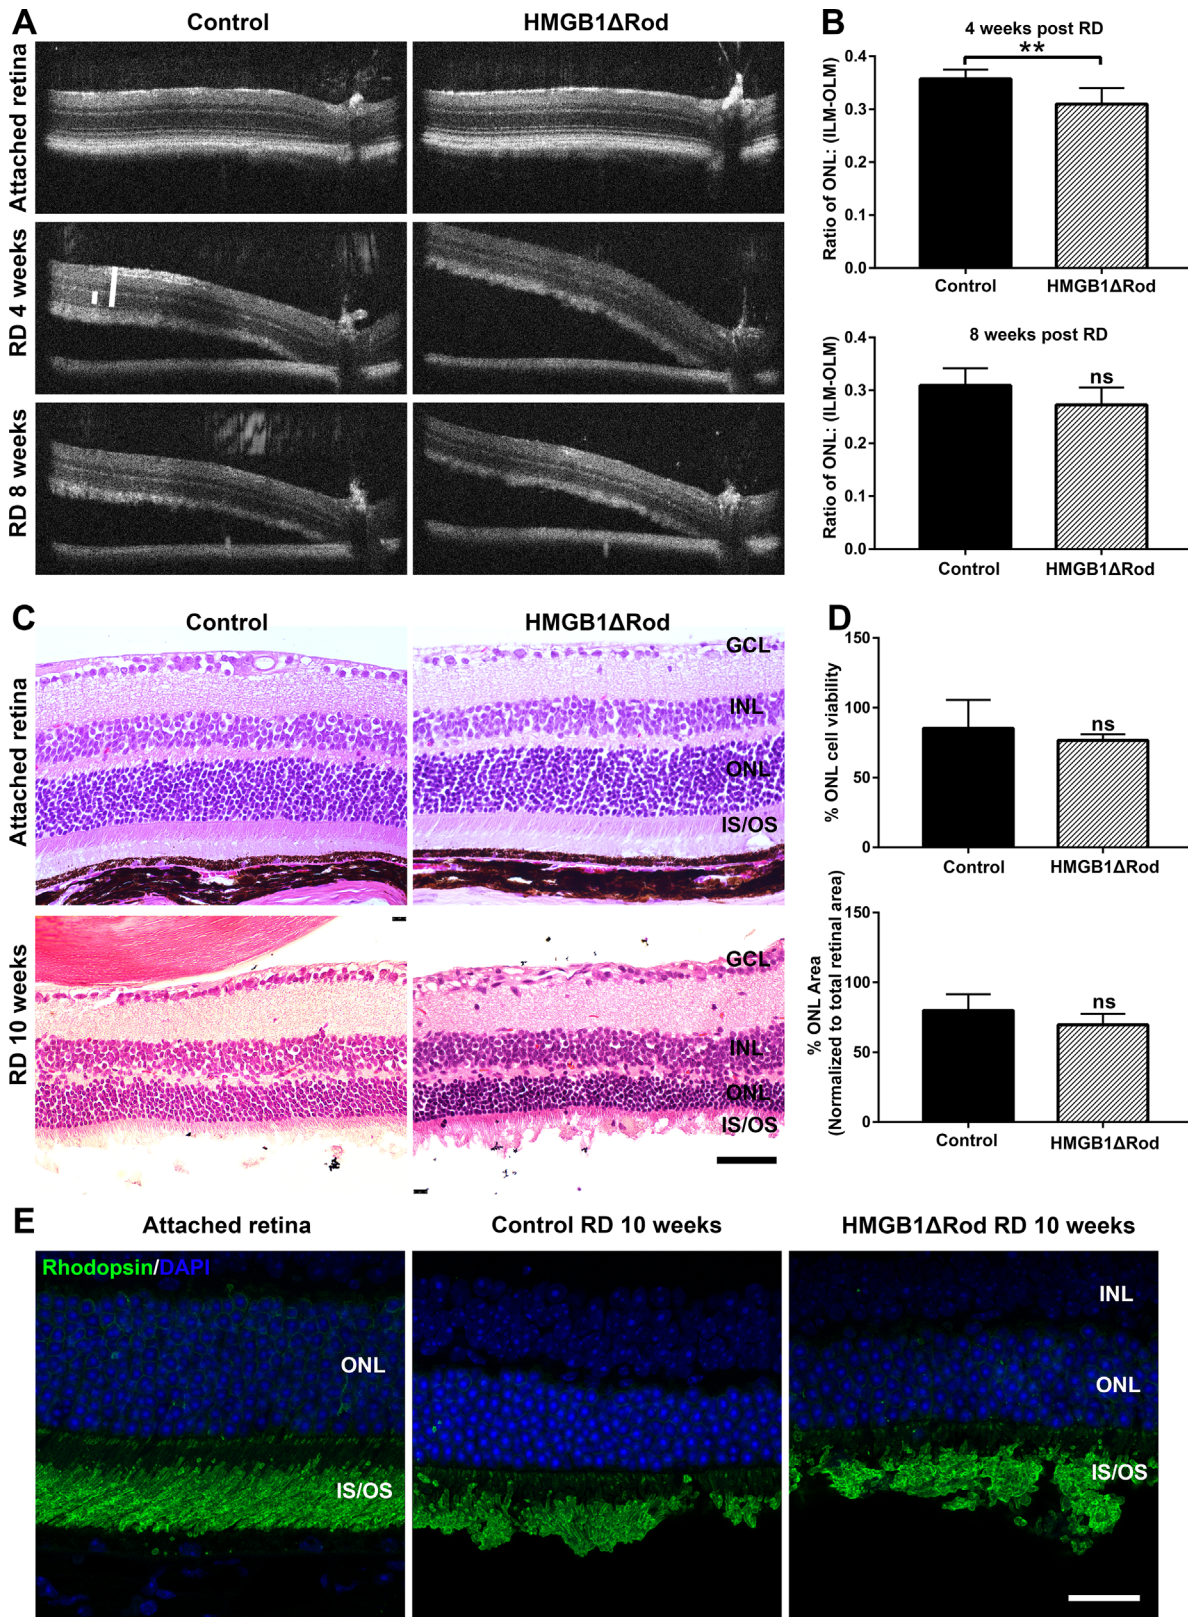 A
Control
HMGB1ΔRod
Attached retina
RD 4 weeks
RD 8 weeks
B
4 weeks post RD
**
Ratio of ONL: (ILM-OLM)
0.4
0.3
0.4
0.1
0.0
Control
HMGB1ΔRod
8 weeks post RD
ns
Ratio of ONL: (ILM-OLM)
0.4
0.3
0.2
0.1
0.0
Control
HMGB1ΔRod
C
Control
HMGB1ΔRod
Attached retina
GCL
INL
ONL
IS/OS
RD 10 weeks
GCL
INL
ONL
IS/OS
D
% ONL cell viability
150
100
50
0
ns
Control
HMGB1ΔRod
% ONL Area
(Normalized to total retinal area)
150
100
50
0
ns
Control
HMGB1ΔRod
E
Attached retina
Control RD 10 weeks
HMGB1ΔRod RD 10 weeks
Rhodopsin/DAPI
ONL
IS/OS
INL
ONL
IS/OS